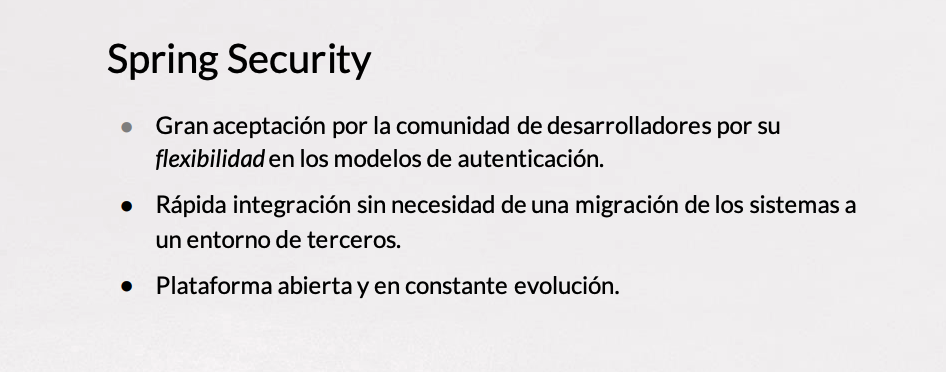 Spring Security
● Gran aceptación por la comunidad de desarrolladores por su
flexibilidad en los modelos de autenticación.
● Rápida integración sin necesidad de una migración de los sistemas a
un entorno de terceros.
● Plataforma abierta y en constante evolución.